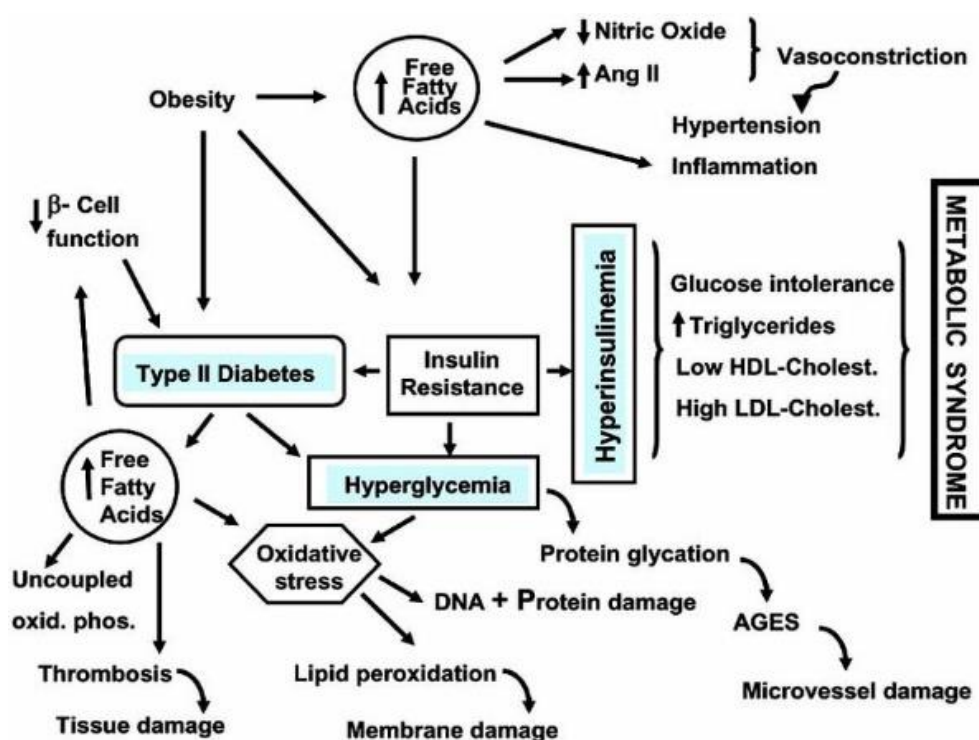 ↓ Nitric Oxide
↑ Ang II
Vasoconstriction
Obesity
↑ Free
Fatty
Acids
Hypertension
Inflammation
↓ β- Cell
function
Type II Diabetes
Insulin
Resistance
Hyperinsulinemia
Glucose intolerance
↑ Triglycerides
Low HDL-Cholest.
High LDL-Cholest.
METABOLIC SYNDROME
↑ Free
Fatty
Acids
Hyperglycemia
Oxidative
stress
Protein glycation
Uncoupled
oxid. phos.
DNA + Protein damage
AGES
Thrombosis
Lipid peroxidation
Microvessel damage
Tissue damage
Membrane damage